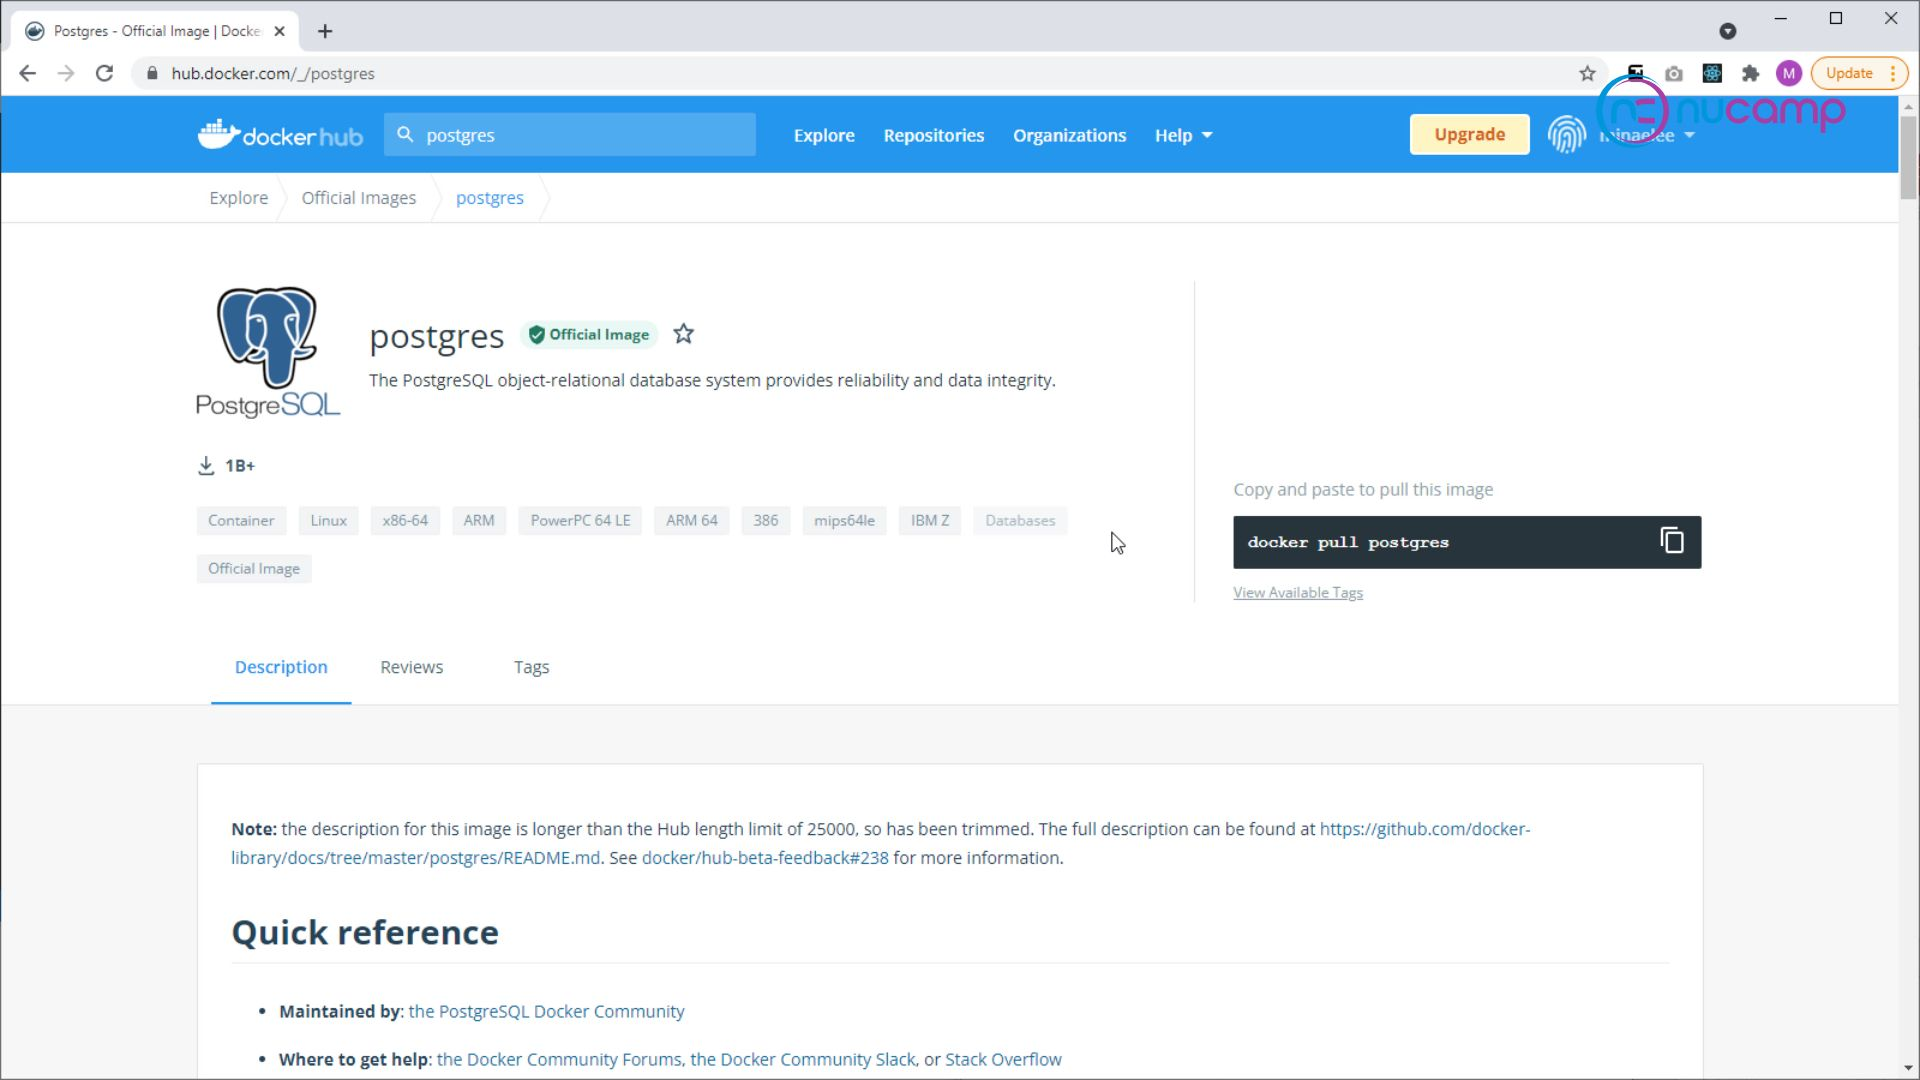 Postgres - Official Image | Docke
hub.docker.com/_/postgres
M
Update
nucamp
dockerhub
postgres
Explore
Repositories
Organizations
Help
Upgrade
minaelee
Explore
Official Images
postgres
PostgreSQL
postgres
Official Image
The PostgreSQL object-relational database system provides reliability and data integrity.
1B+
Container
Linux
x86-64
ARM
PowerPC 64 LE
ARM 64
386
mips64le
IBM Z
Databases
Official Image
Copy and paste to pull this image
docker pull postgres
View Available Tags
Description
Reviews
Tags
Note: the description for this image is longer than the Hub length limit of 25000, so has been trimmed. The full description can be found at https://github.com/docker-
library/docs/tree/master/postgres/README.md. See docker/hub-beta-feedback#238 for more information.
Quick reference
• Maintained by: the PostgreSQL Docker Community
• Where to get help: the Docker Community Forums, the Docker Community Slack, or Stack Overflow